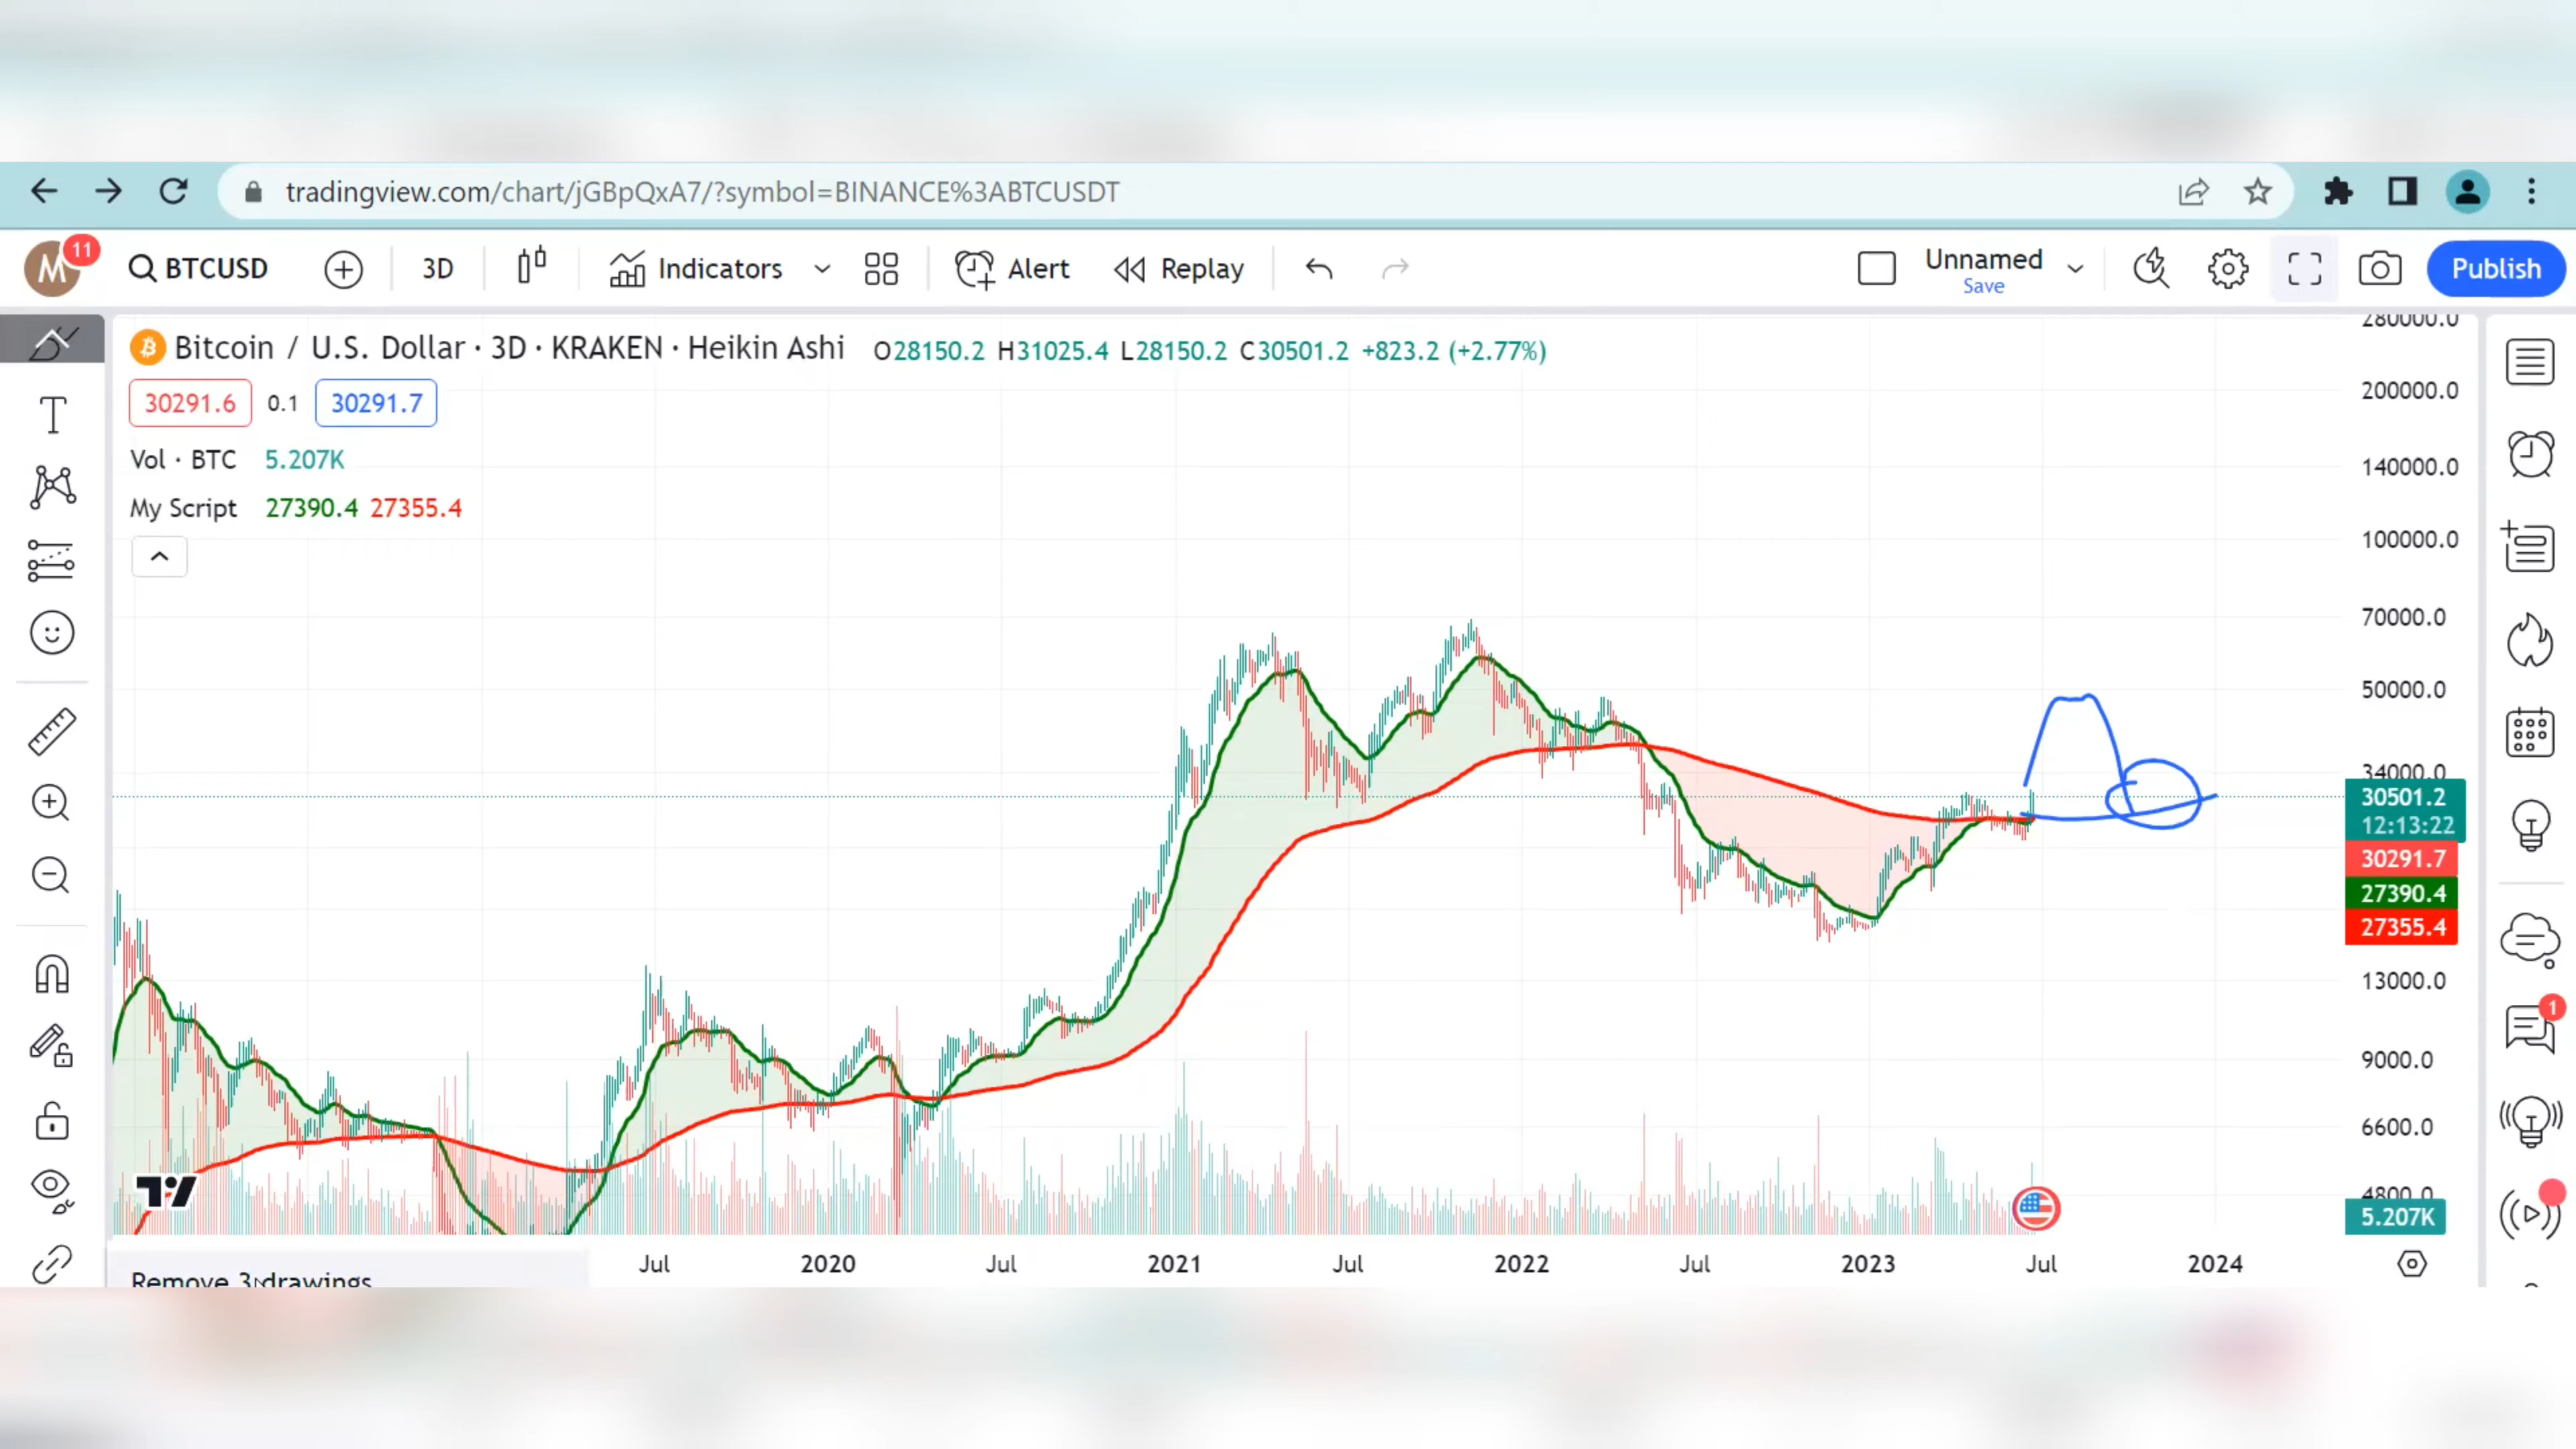 tradingview.com/chart/jGBpQxA7/?symbol=BINANCE%3ABTCUSDT
M 11 BTCUSD 3D Indicators Alert Replay Unnamed Publish
Save
Bitcoin / U.S. Dollar · 3D · KRAKEN · Heikin Ashi O28150.2 H31025.4 L28150.2 C30501.2 +823.2 (+2.77%)
30291.6 0.1 30291.7
Vol · BTC 5.207K
My Script 27390.4 27355.4
280000.0
200000.0
140000.0
100000.0
70000.0
50000.0
34000.0
30501.2
12:13:22
30291.7
27390.4
27355.4
13000.0
9000.0
6600.0
4800.0
5.207K
1
Jul 2020 Jul 2021 Jul 2022 Jul 2023 Jul 2024
Remove 3 drawings